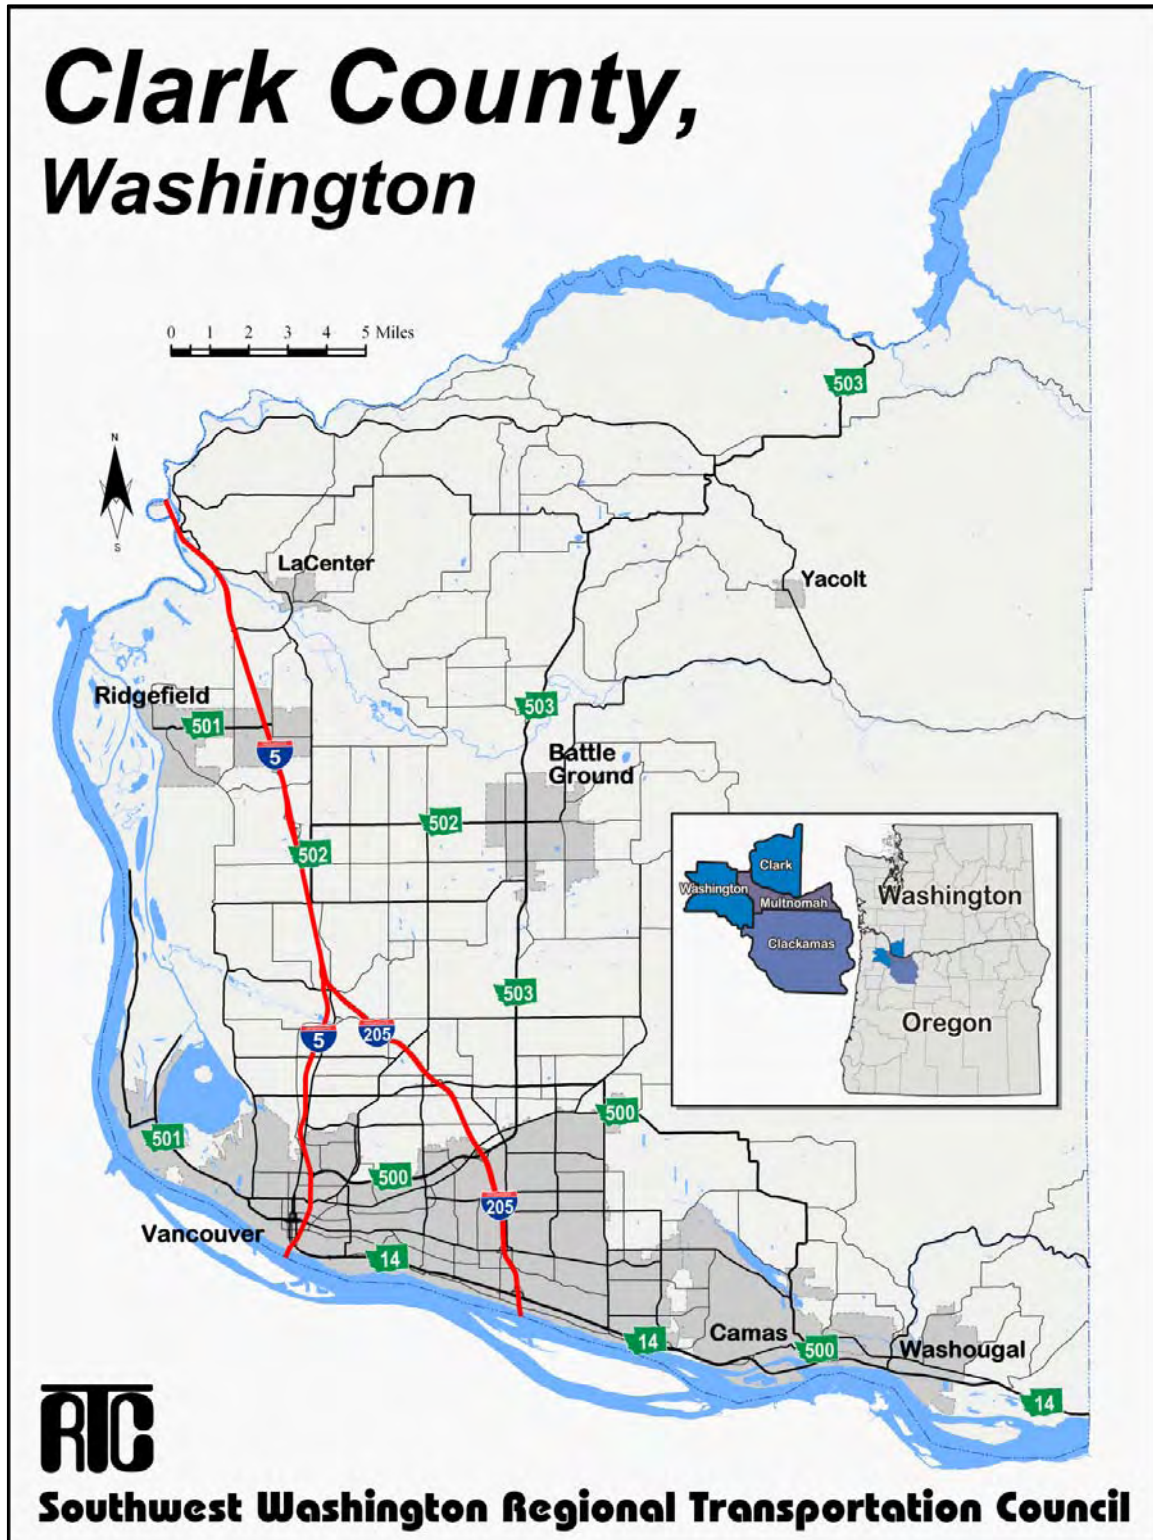 Clark County,
Washington
0 1 2 3 4 5 Miles
503
N
S
LaCenter
Yacolt
Ridgefield
501
503
5
Battle
Ground
502
502
Clark
Washington
Multnomah
Clackamas
Washington
Oregon
503
5
205
500
501
500
205
Vancouver
14
14
Camas
500
Washougal
14
RTC
Southwest Washington Regional Transportation Council